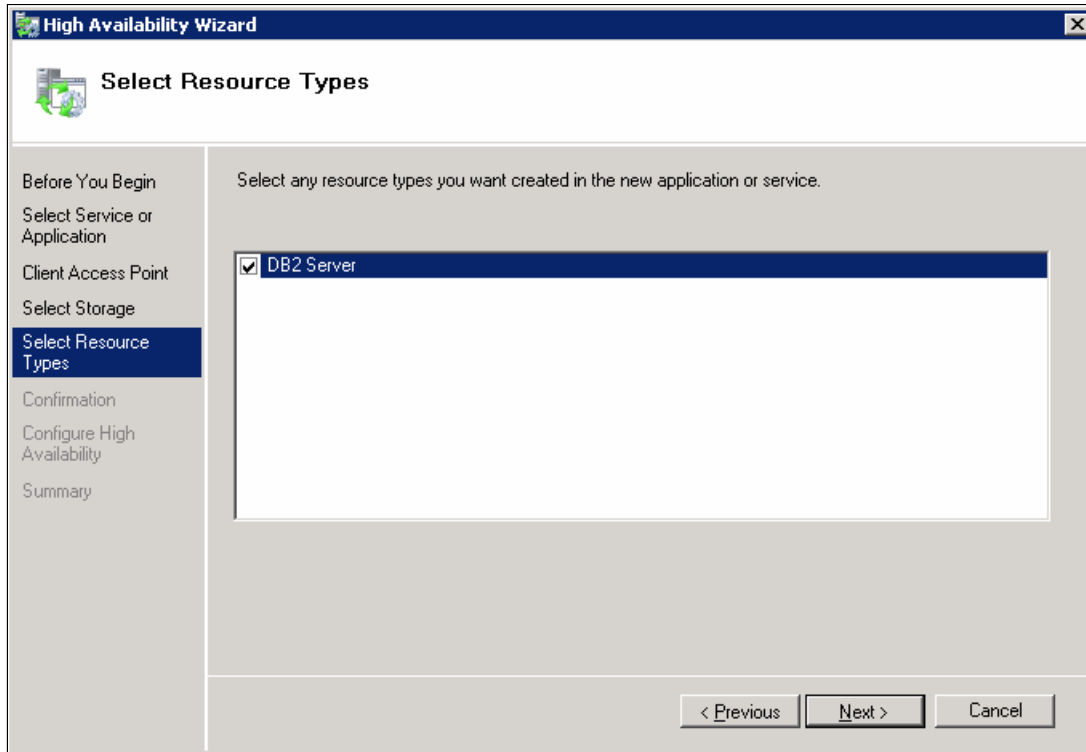 High Availability Wizard
Select Resource Types
Before You Begin
Select Service or
Application
Client Access Point
Select Storage
Select Resource
Types
Confirmation
Configure High
Availability
Summary
Select any resource types you want created in the new application or service.
DB2 Server
< Previous
Next >
Cancel